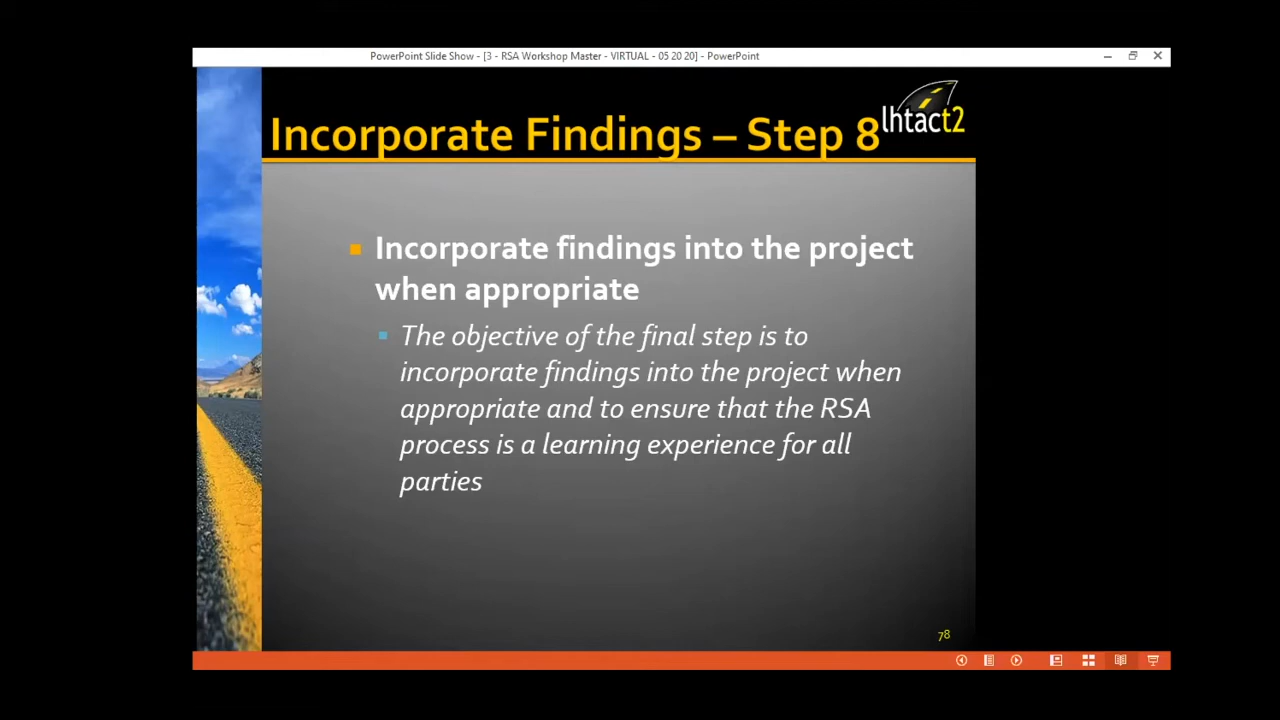 PowerPoint Slide Show - [3 - RSA Workshop Master - VIRTUAL - 05 20 20] - PowerPoint
lhtact2
Incorporate Findings – Step 8
Incorporate findings into the project
when appropriate
The objective of the final step is to
incorporate findings into the project when
appropriate and to ensure that the RSA
process is a learning experience for all
parties
78